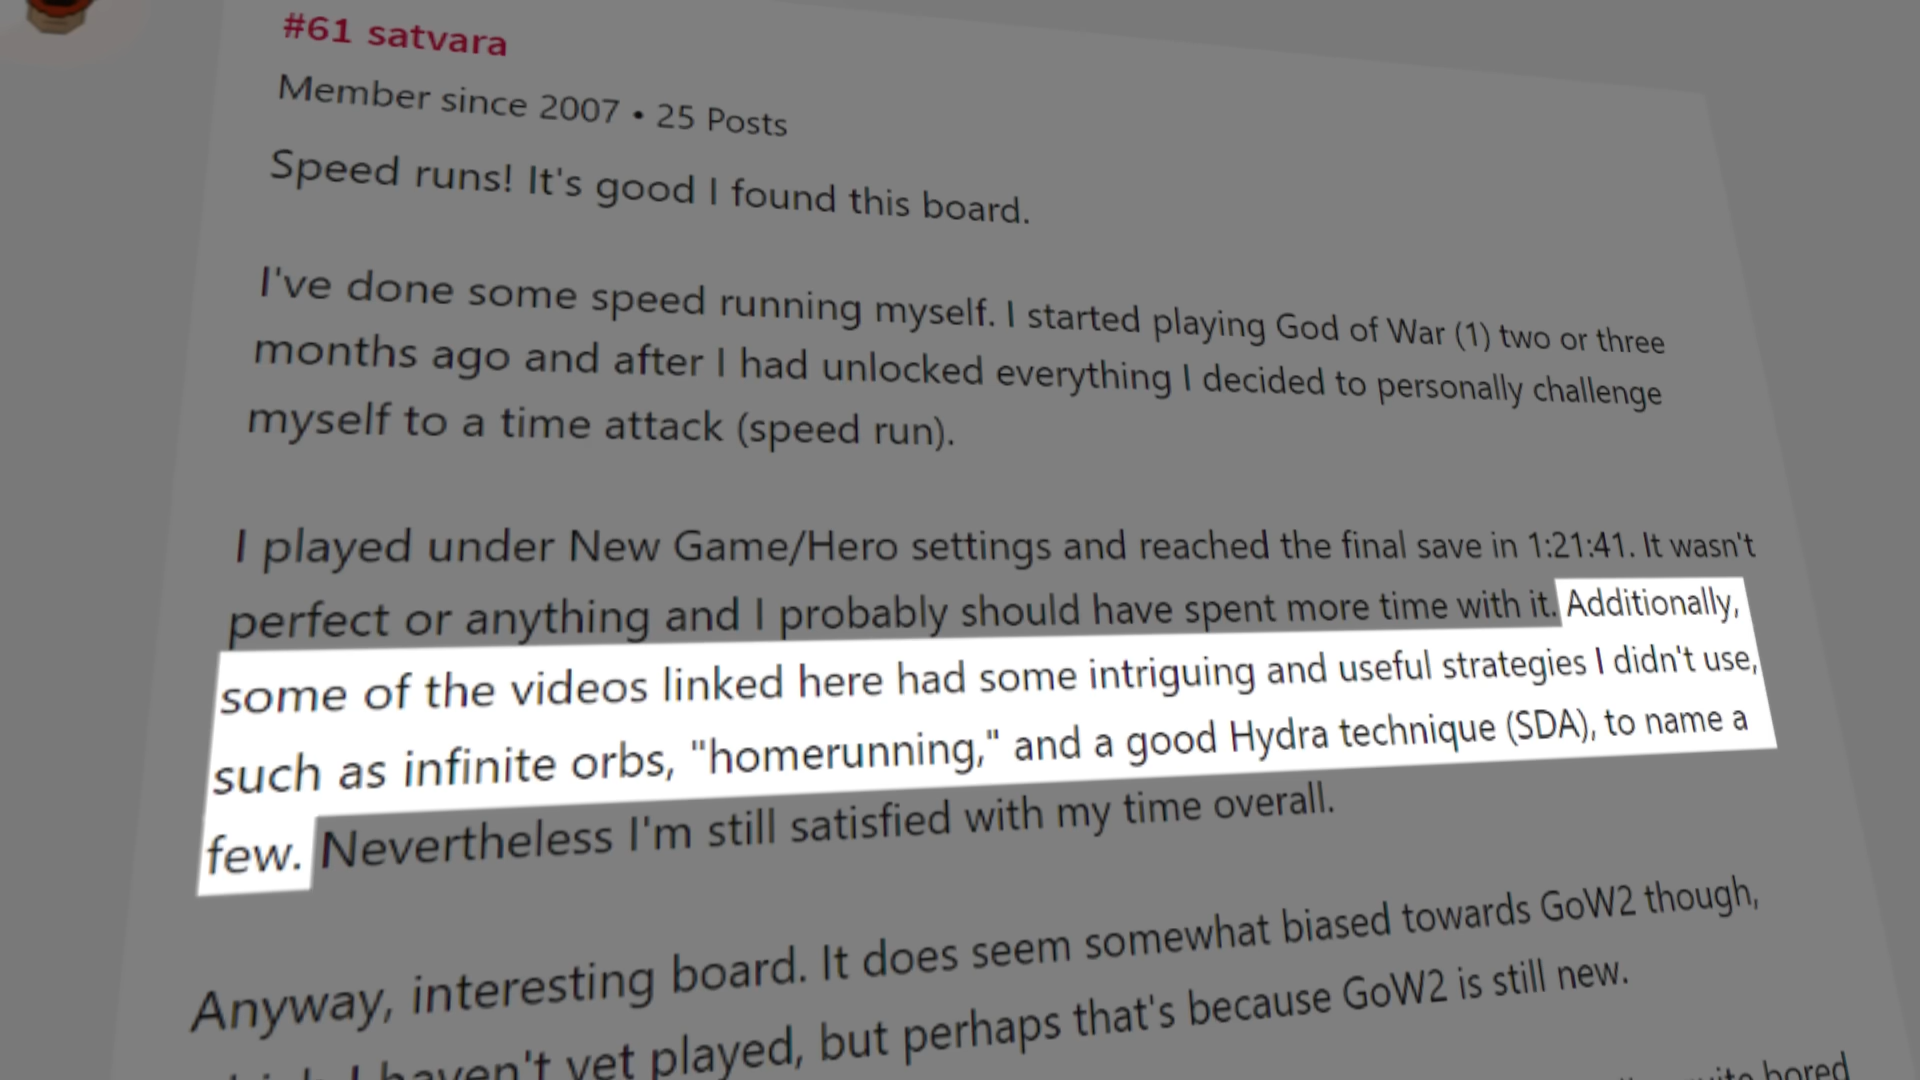 #61 satvara
Member since 2007 • 25 Posts
Speed runs! It's good I found this board.
I've done some speed running myself. I started playing God of War (1) two or three
months ago and after I had unlocked everything I decided to personally challenge
myself to a time attack (speed run).
I played under New Game/Hero settings and reached the final save in 1:21:41. It wasn't
perfect or anything and I probably should have spent more time with it. Additionally,
some of the videos linked here had some intriguing and useful strategies I didn't use,
such as infinite orbs, "homerunning," and a good Hydra technique (SDA), to name a
few. Nevertheless I'm still satisfied with my time overall.
Anyway, interesting board. It does seem somewhat biased towards GoW2 though,
I haven't yet played, but perhaps that's because GoW2 is still new.
bored